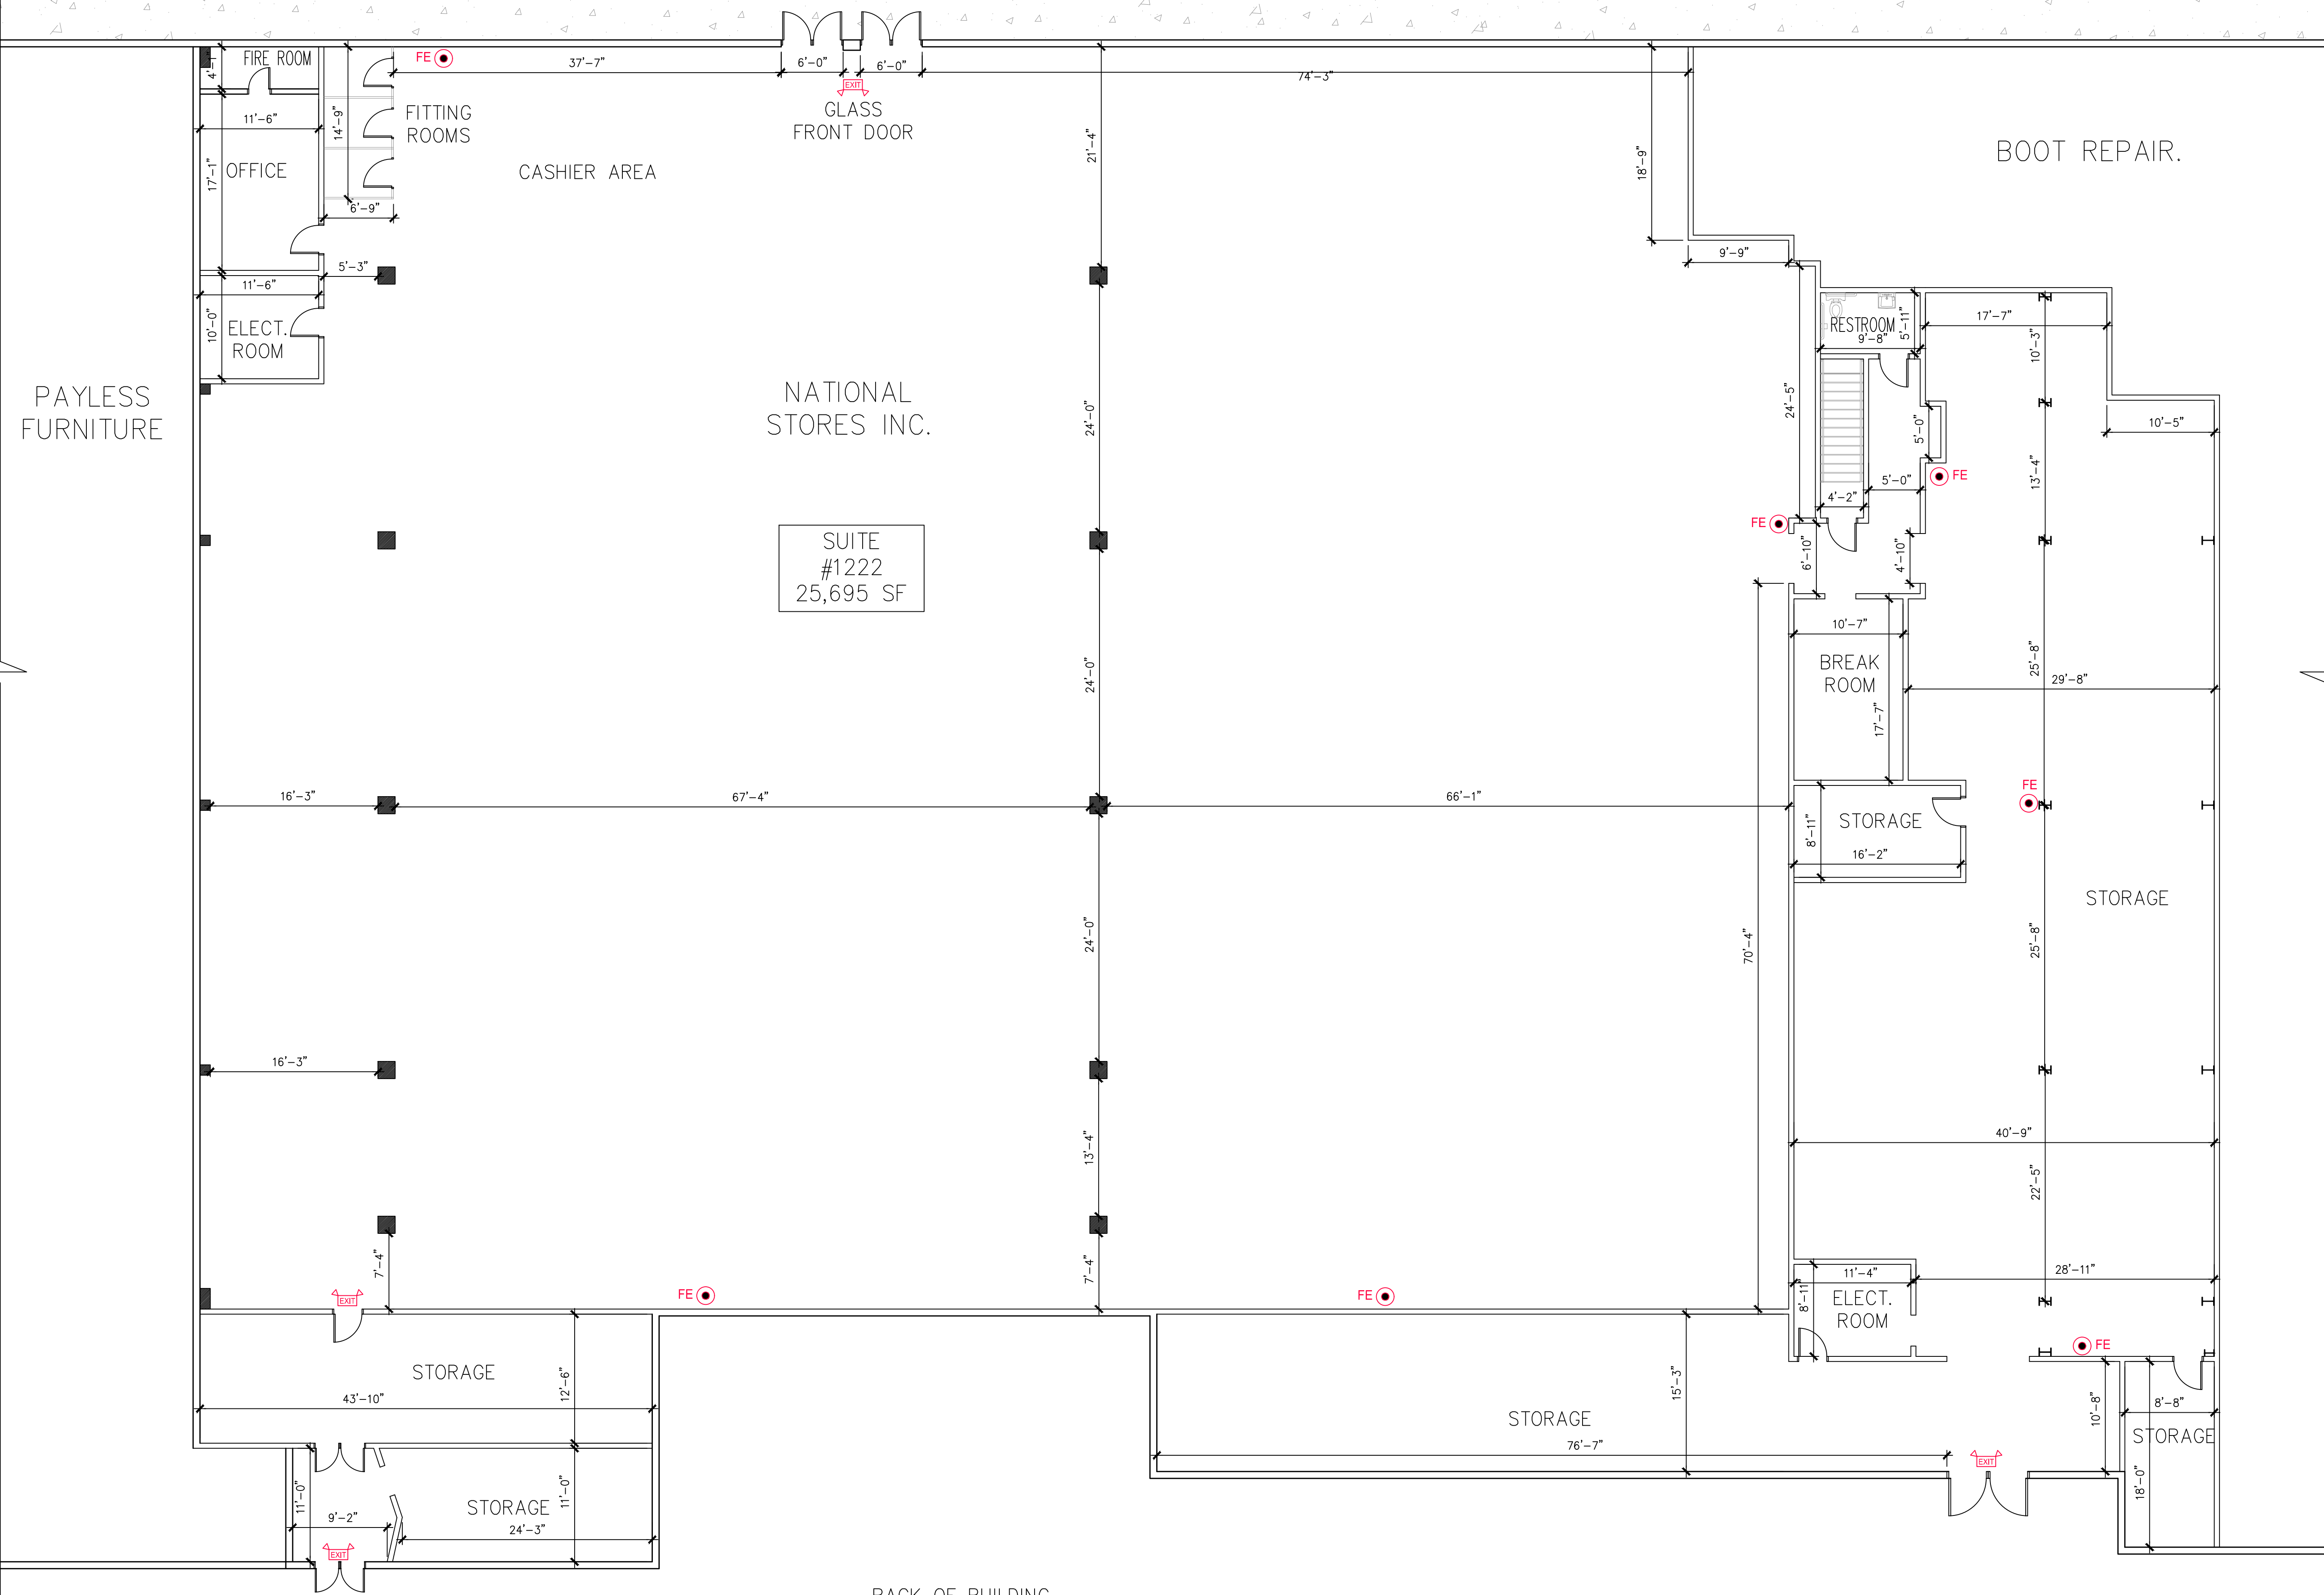 FIRE ROOM
4'-1"
FE
37'-7"
6'-0"
6'-0"
74'-3"
EXIT
GLASS
FRONT DOOR
11'-6"
14'-9"
FITTING
ROOMS
21'-4"
18'-9"
BOOT REPAIR.
17'-1"
OFFICE
CASHIER AREA
6'-9"
5'-3"
9'-9"
11'-6"
10'-0"
ELECT.
ROOM
RESTROOM
9'-8"
5'-11"
17'-7"
10'-3"
PAYLESS
FURNITURE
NATIONAL
STORES INC.
24'-0"
24'-5"
5'-0"
10'-5"
13'-4"
FE
5'-0"
4'-2"
FE
SUITE
#1222
25,695 SF
6'-10"
4'-10"
10'-7"
BREAK
ROOM
24'-0"
25'-8"
29'-8"
17'-7"
16'-3"
67'-4"
66'-1"
FE
8'-11"
STORAGE
16'-2"
STORAGE
24'-0"
70'-4"
25'-8"
16'-3"
13'-4"
40'-9"
22'-5"
7'-4"
7'-4"
EXIT
FE
FE
11'-4"
28'-11"
8'-11"
ELECT.
ROOM
FE
STORAGE
12'-6"
43'-10"
15'-3"
STORAGE
76'-7"
10'-8"
8'-8"
STORAGE
EXIT
18'-0"
11'-0"
STORAGE
11'-0"
9'-2"
24'-3"
EXIT
BACK OF BUILDING